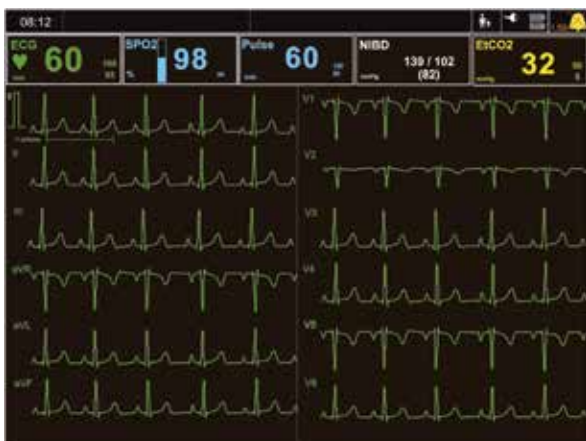 08:12
ECG 60
SPO2 98 %
Pulse 60
NIBD 139 / 102 (82)
EtCO2 32
V1
II
V2
III
V3
aVR
V4
aVL
V5
aVF
V6